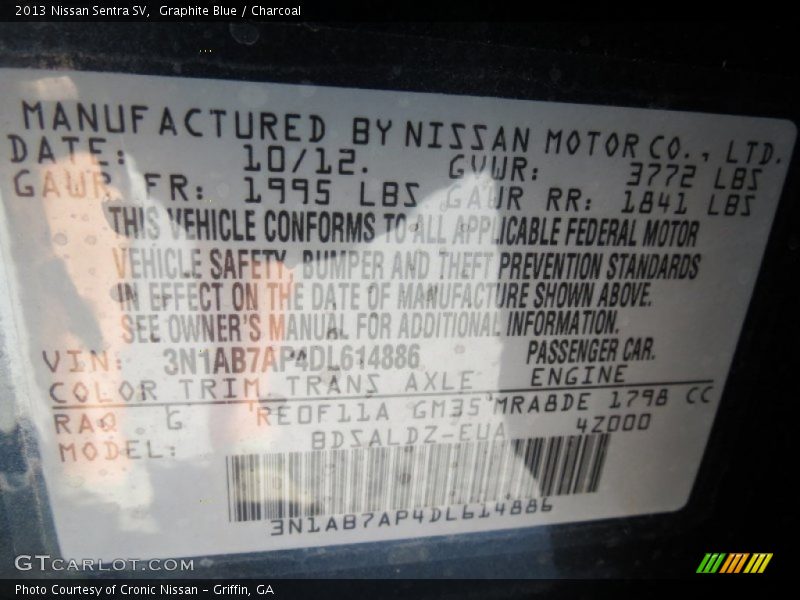 2013 Nissan Sentra SV,  Graphite Blue / Charcoal
MANUFACTURED BY NISSAN MOTOR CO., LTD.
DATE: 10/12. GVWR: 3772 LBS
GAWR FR: 1995 LBS GAWR RR: 1841 LBS
THIS VEHICLE CONFORMS TO ALL APPLICABLE FEDERAL MOTOR
VEHICLE SAFETY, BUMPER AND THEFT PREVENTION STANDARDS
IN EFFECT ON THE DATE OF MANUFACTURE SHOWN ABOVE.
SEE OWNER'S MANUAL FOR ADDITIONAL INFORMATION.
VIN: 3N1AB7AP4DL614886 PASSENGER CAR.
COLOR TRIM TRANS AXLE ENGINE
RAQ G RE0F11A GM35 MRA8DE 1798 CC
MODEL: BDSALDZ-EUA 4Z000
3N1AB7AP4DL614886
GTCARLOT.COM
Photo Courtesy of Cronic Nissan – Griffin, GA